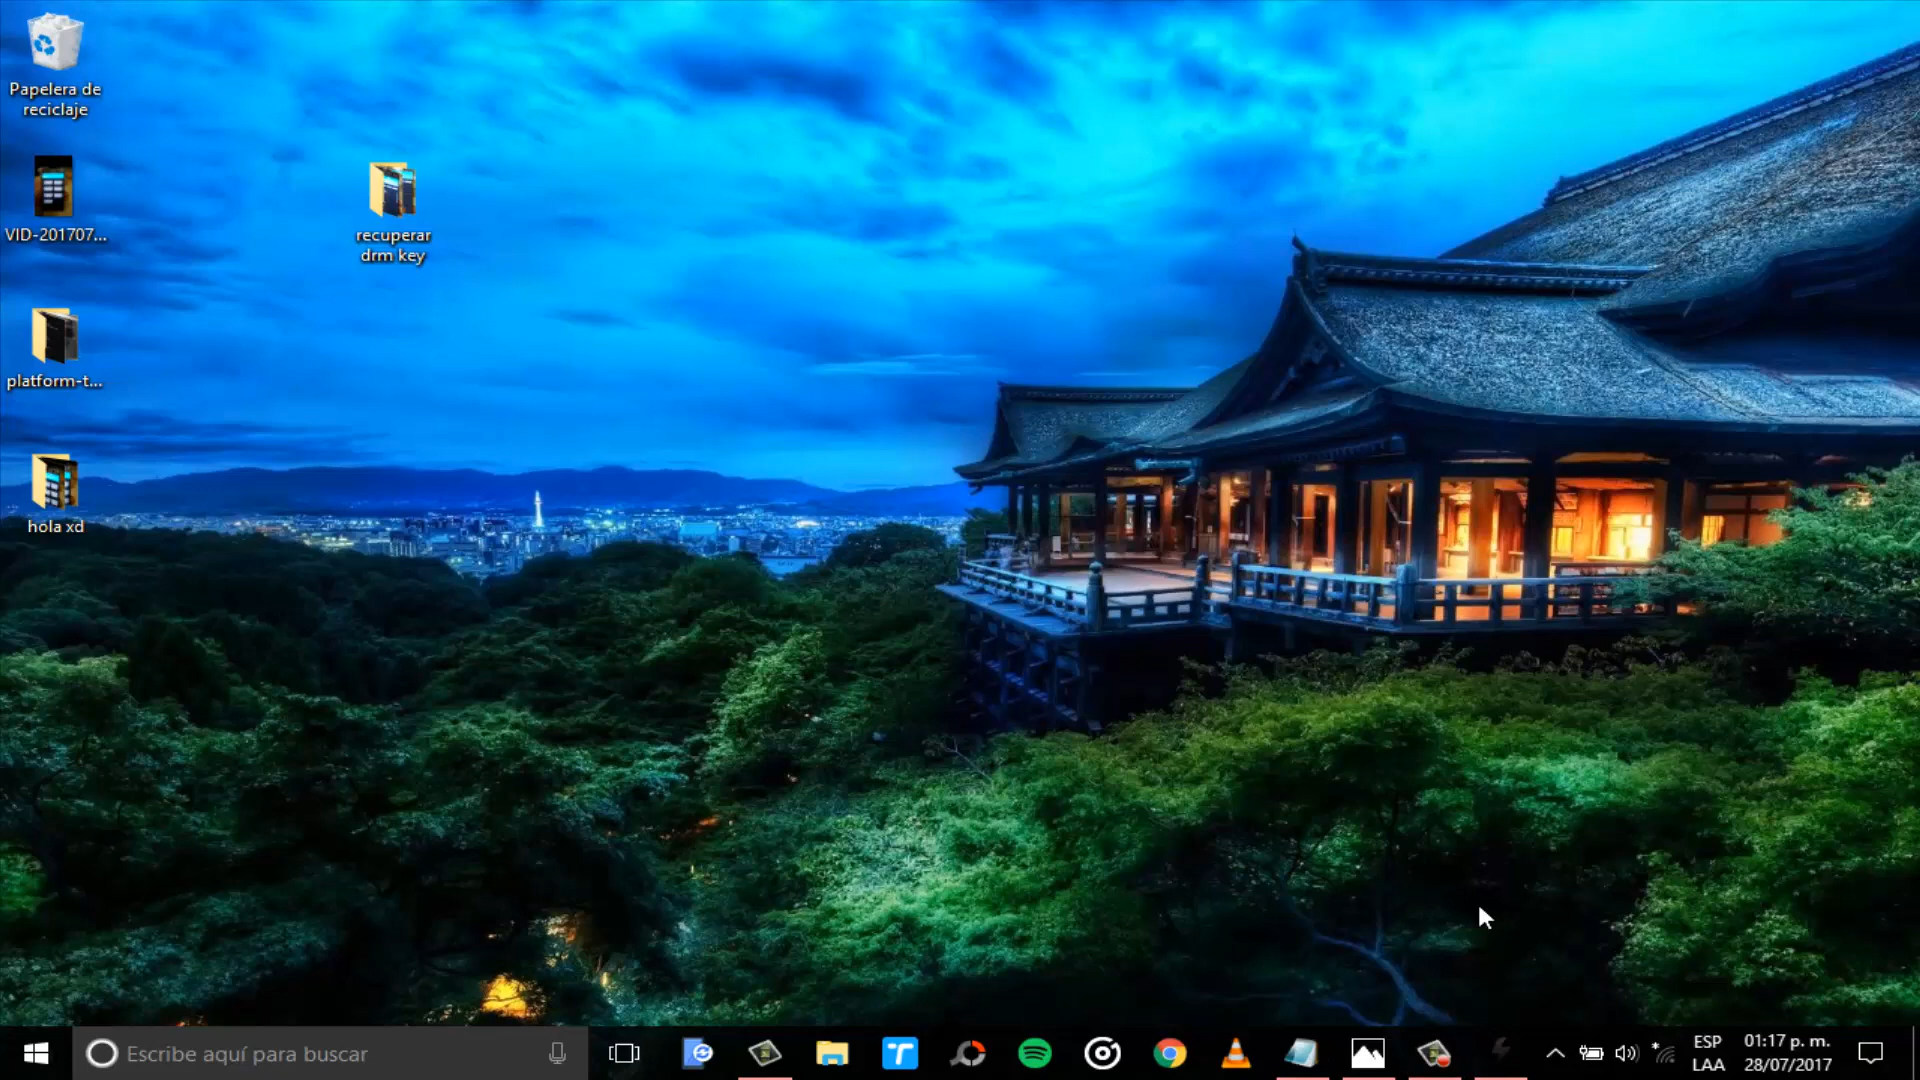 Papelera de
reciclaje
VID-201707...
recuperar
drm key
platform-t...
hola xd
Escribe aquí para buscar
ESP
LAA
01:17 p. m.
28/07/2017